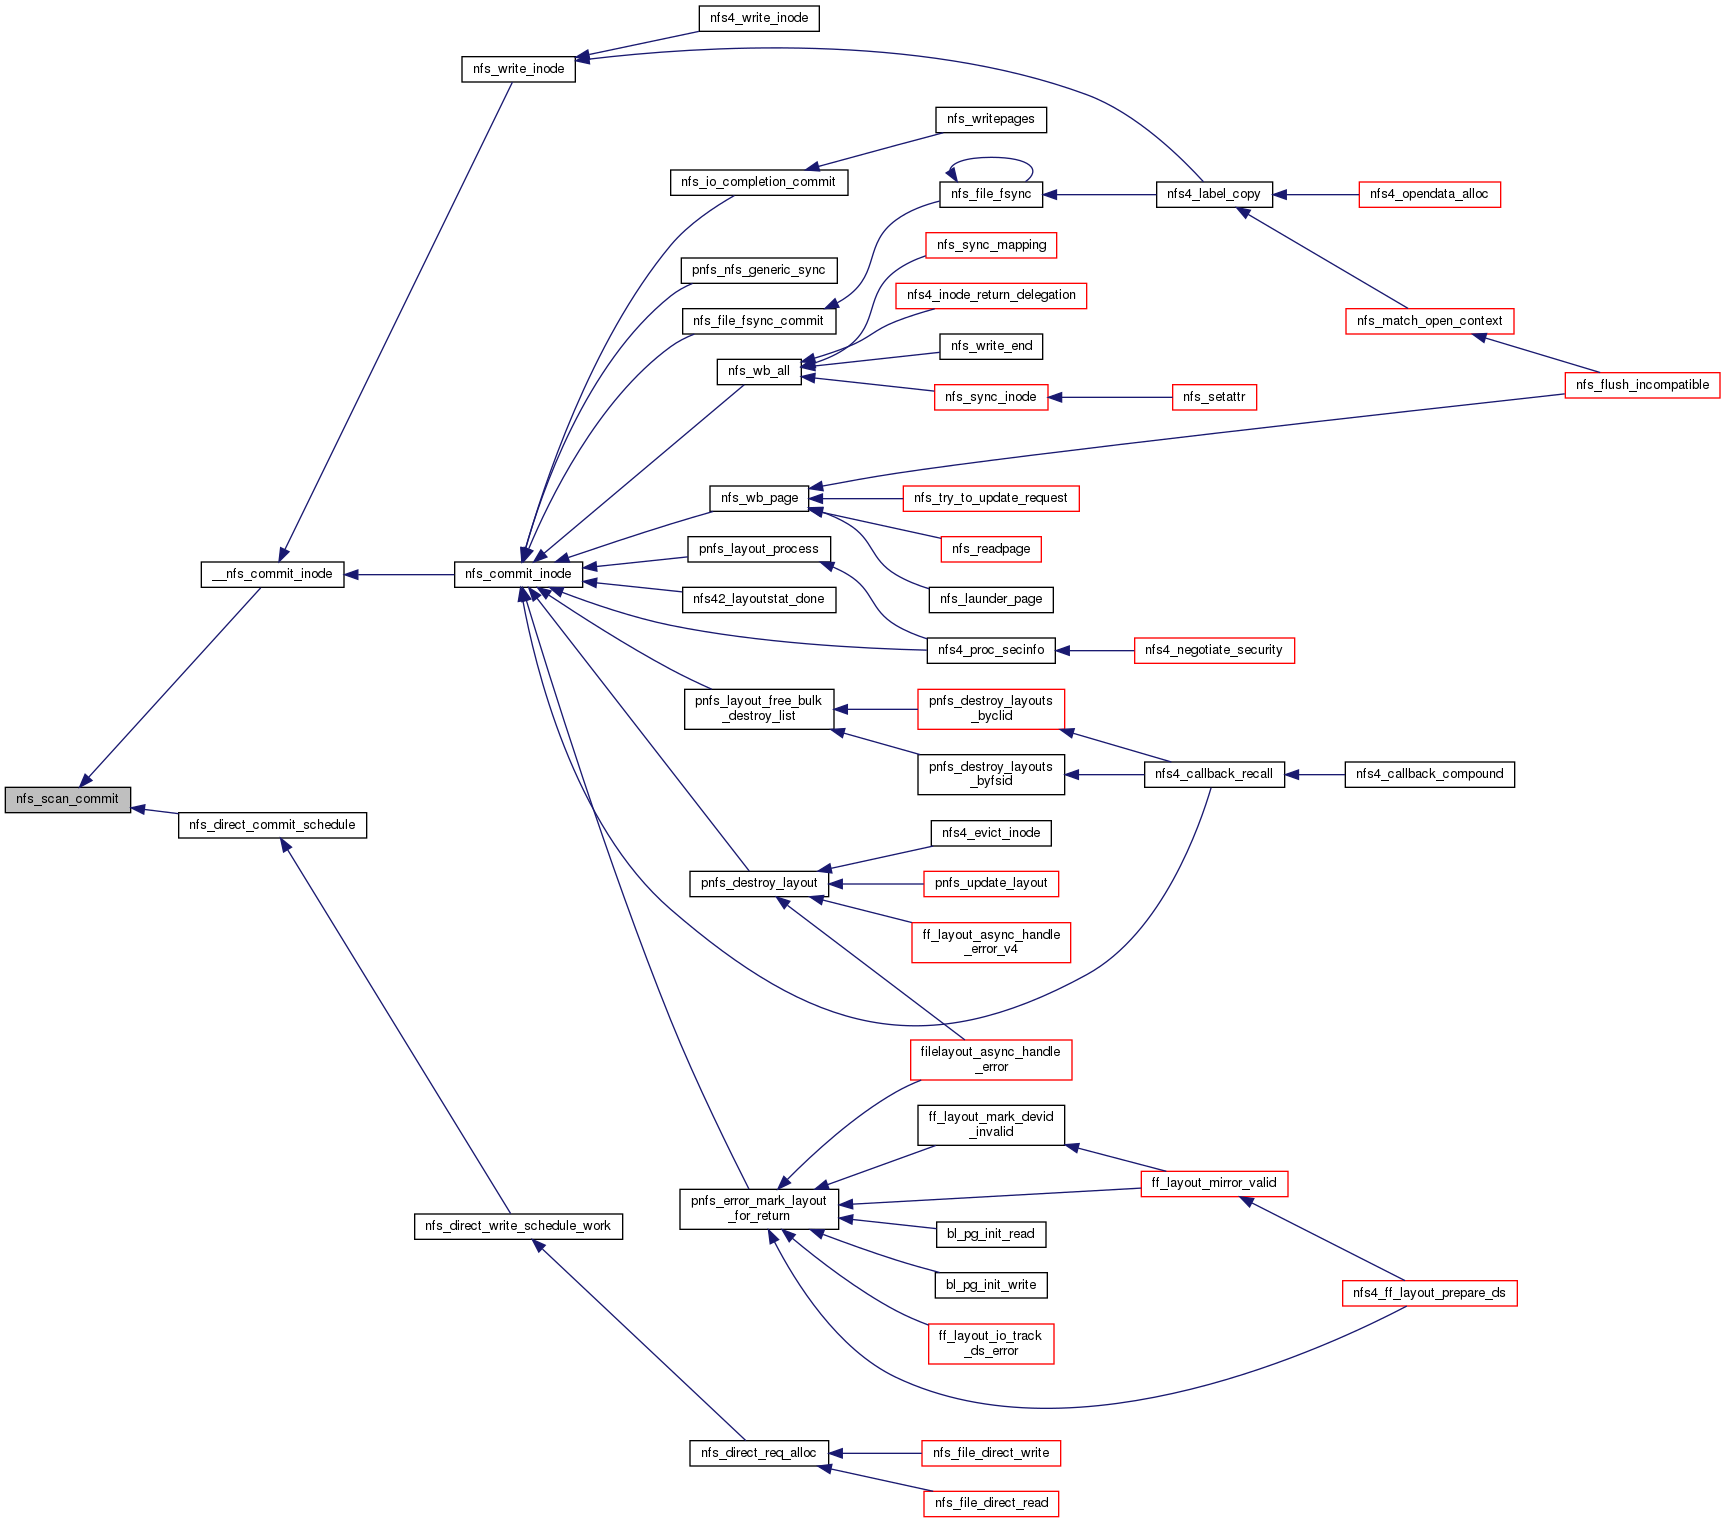 nfs4_write_inode
nfs_write_inode
nfs_writepages
nfs_io_completion_commit
nfs_file_fsync
nfs4_label_copy
nfs4_opendata_alloc
nfs_sync_mapping
pnfs_nfs_generic_sync
nfs4_inode_return_delegation
nfs_file_fsync_commit
nfs_match_open_context
nfs_write_end
nfs_wb_all
nfs_flush_incompatible
nfs_sync_inode
nfs_setattr
nfs_wb_page
nfs_try_to_update_request
pnfs_layout_process
nfs_readpage
__nfs_commit_inode
nfs_commit_inode
nfs42_layoutstat_done
nfs_launder_page
nfs4_proc_secinfo
nfs4_negotiate_security
pnfs_layout_free_bulk
_destroy_list
pnfs_destroy_layouts
_byclid
pnfs_destroy_layouts
_byfsid
nfs4_callback_recall
nfs4_callback_compound
nfs_scan_commit
nfs_direct_commit_schedule
nfs4_evict_inode
pnfs_destroy_layout
pnfs_update_layout
ff_layout_async_handle
_error_v4
filelayout_async_handle
_error
ff_layout_mark_devid
_invalid
ff_layout_mirror_valid
pnfs_error_mark_layout
_for_return
nfs_direct_write_schedule_work
bl_pg_init_read
bl_pg_init_write
nfs4_ff_layout_prepare_ds
ff_layout_io_track
_ds_error
nfs_direct_req_alloc
nfs_file_direct_write
nfs_file_direct_read